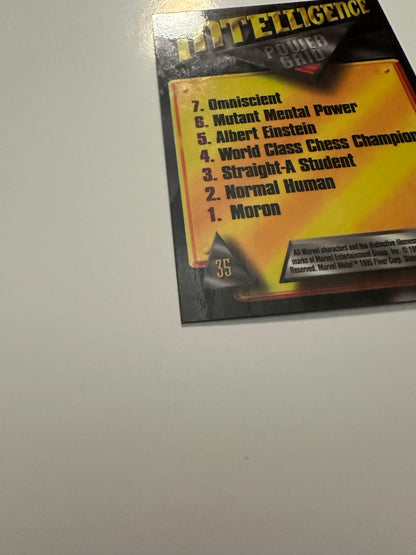 INTELLIGENCE
POWER
GRID
7. Omniscient
6. Mutant Mental Power
5. Albert Einstein
4. World Class Chess Champion
3. Straight-A Student
2. Normal Human
1. Moron
35
All Marvel characters and the distinctive likeness
marks of Marvel Entertainment Group, Inc. ©
Reserved. Marvel Metal™ 1995 Fleer Corp.